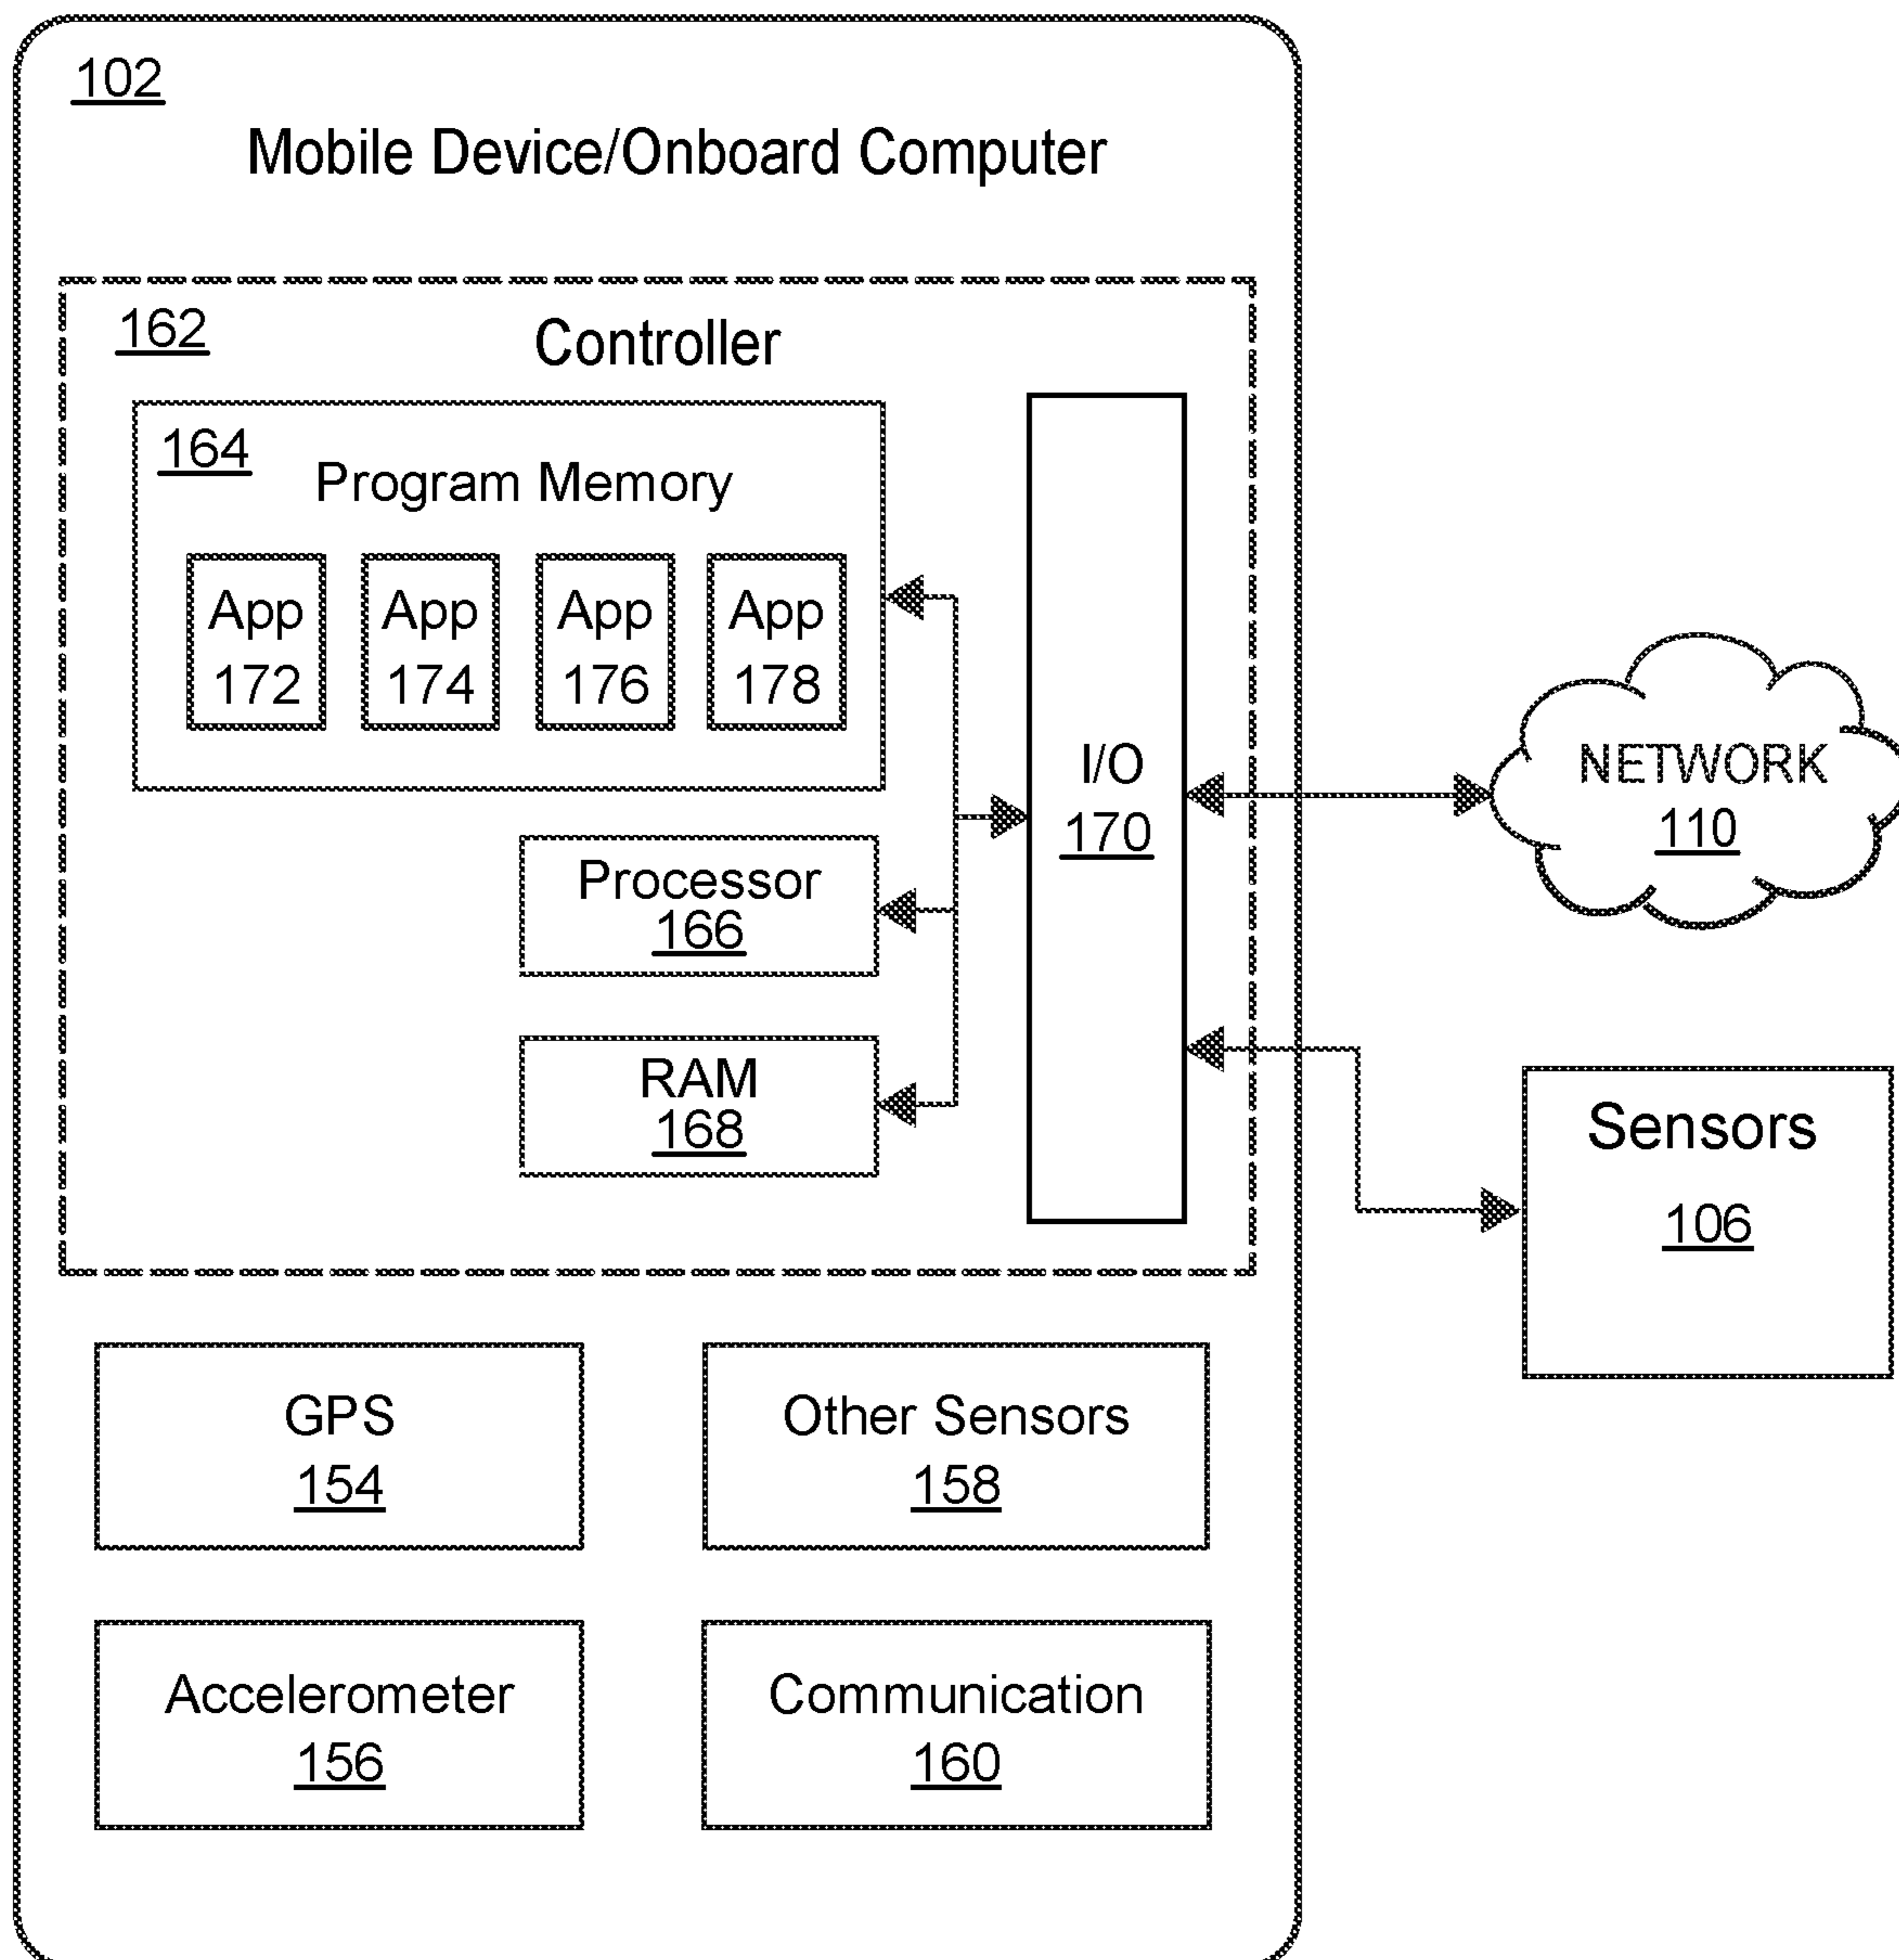 102
Mobile Device/Onboard Computer
162
Controller
164
Program Memory
App
172
App
174
App
176
App
178
I/O
170
Processor
166
RAM
168
NETWORK
110
Sensors
106
GPS
154
Other Sensors
158
Accelerometer
156
Communication
160